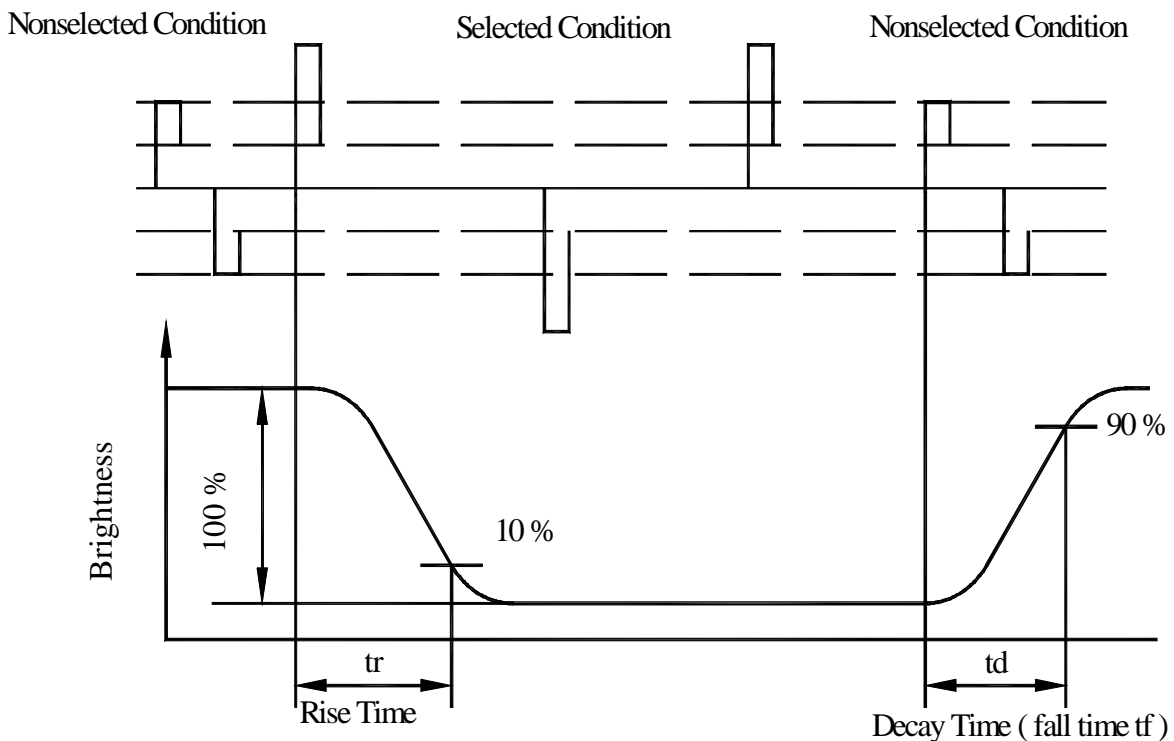 Nonselected Condition
Selected Condition
Nonselected Condition
Brightness
100 %
10 %
90 %
tr
Rise Time
td
Decay Time ( fall time tf )